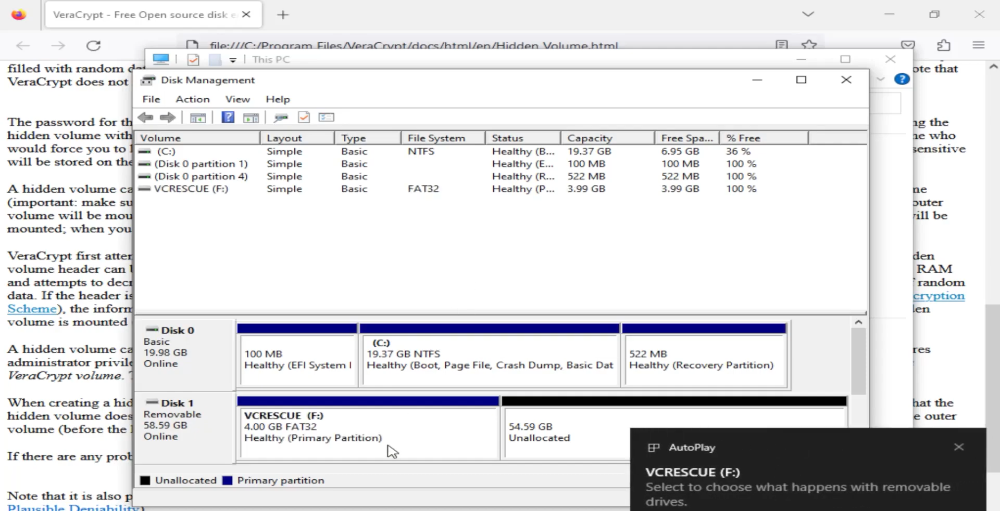 VeraCrypt - Free Open source disk e
file:///C:/Program Files/VeraCrypt/docs/html/en/Hidden Volume.html
This PC
filled with random
ote that
VeraCrypt does not
Disk Management
File Action View Help
The password for
ng the
hidden volume with
who
would force you to
sensitive
will be stored on the
Volume Layout Type File System Status Capacity Free Spa... % Free
(C:) Simple Basic NTFS Healthy (B... 19.37 GB 6.95 GB 36 %
(Disk 0 partition 1) Simple Basic Healthy (E... 100 MB 100 MB 100 %
(Disk 0 partition 4) Simple Basic Healthy (R... 522 MB 522 MB 100 %
VCRESCUE (F:) Simple Basic FAT32 Healthy (P... 3.99 GB 3.99 GB 100 %
A hidden volume ca
(important: make su
outer
volume will be mou
ill be
mounted; when you
VeraCrypt first atter
den
volume header can
RAM
and attempts to decr
random
data. If the header is
cryption
Scheme), the inform
volume is mounted
Disk 0
Basic
19.98 GB
Online
100 MB
Healthy (EFI System
(C:)
19.37 GB NTFS
Healthy (Boot, Page File, Crash Dump, Basic Dat
522 MB
Healthy (Recovery Partition)
A hidden volume ca
res
administrator privile
VeraCrypt volume.
Disk 1
Removable
58.59 GB
Online
VCRESCUE (F:)
4.00 GB FAT32
Healthy (Primary Partition)
54.59 GB
Unallocated
When creating a hid
hat the
hidden volume does
e outer
volume (before the
If there are any prob
Unallocated Primary partition
Note that it is also p
Plausible Deniability)
AutoPlay
VCRESCUE (F:)
Select to choose what happens with removable
drives.